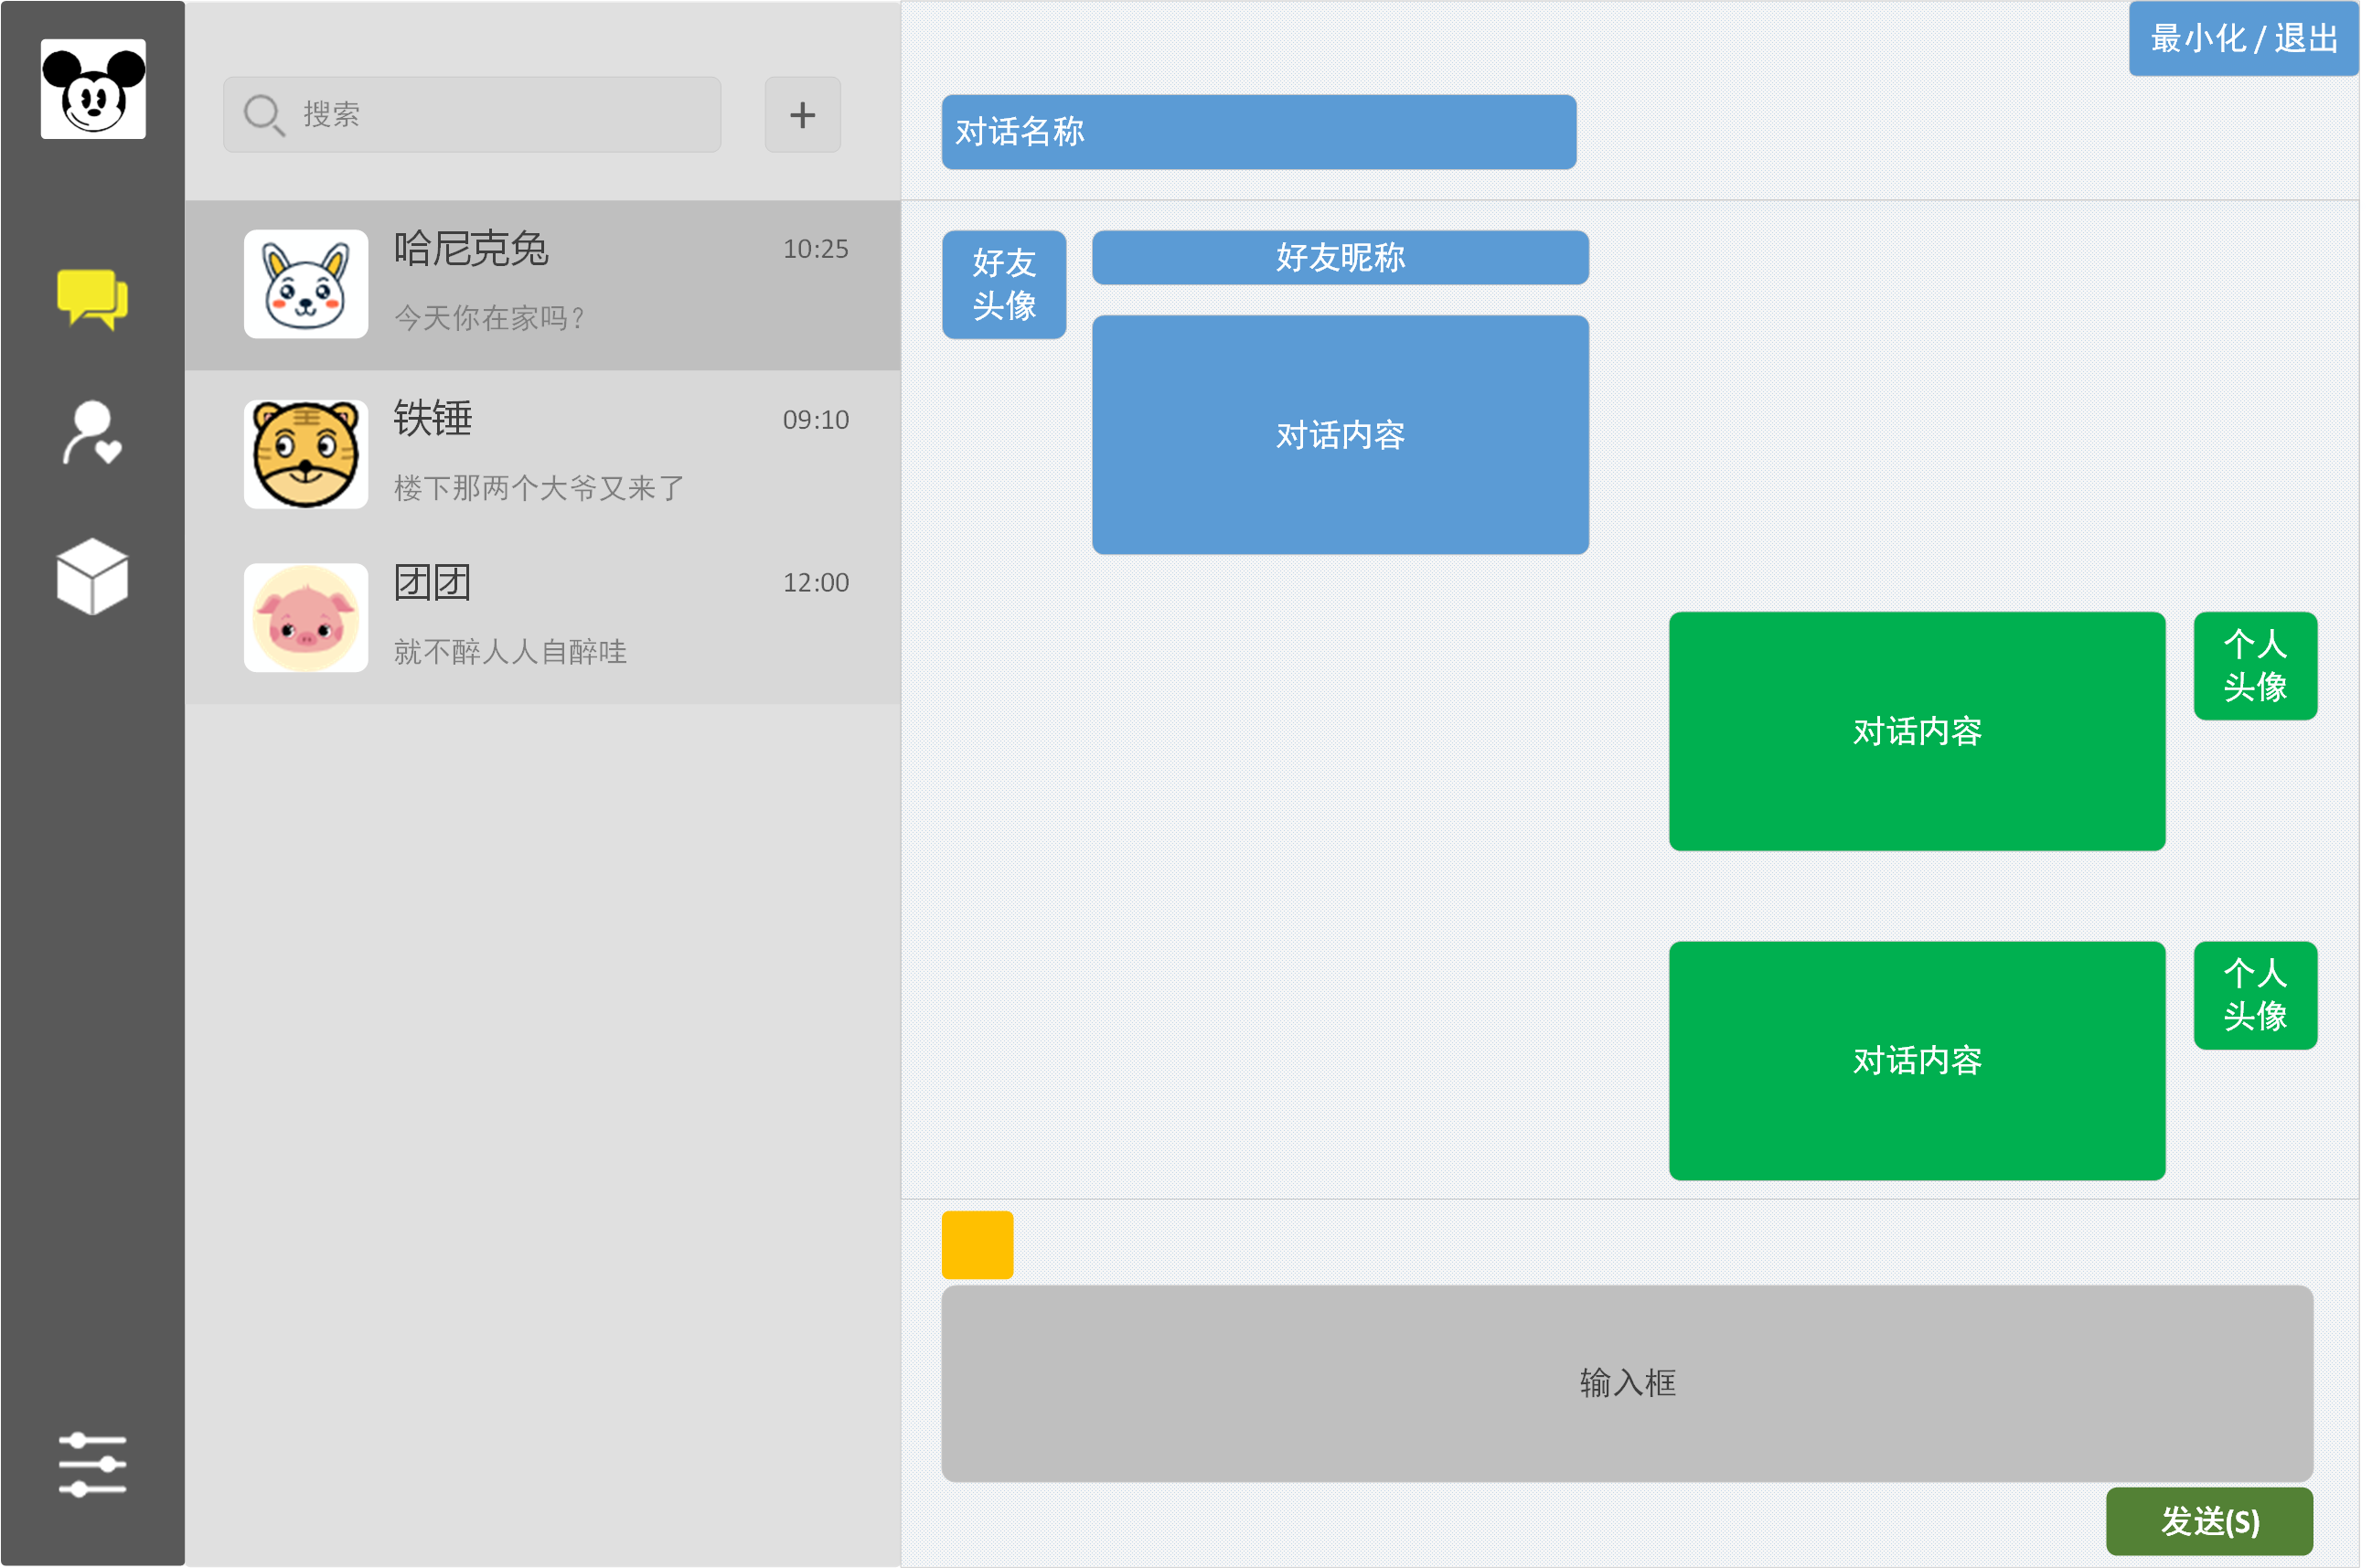 搜索
+
哈尼克兔
10:25
今天你在家吗？
铁锤
09:10
楼下那两个大爷又来了
团团
12:00
就不醉人人自醉哇
最小化 / 退出
对话名称
好友
头像
好友昵称
对话内容
对话内容
个人
头像
对话内容
个人
头像
输入框
发送(S)